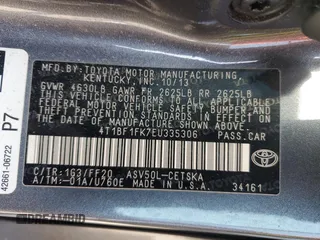 MFD. BY: TOYOTA MOTOR MANUFACTURING,
KENTUCKY, INC. 10/13
GVWR 4630LB GAWR FR 2625LB RR 2625LB
THIS VEHICLE CONFORMS TO ALL APPLICABLE
FEDERAL MOTOR VEHICLE SAFETY, BUMPER, AND
THEFT PREVENTION STANDARDS IN EFFECT ON
THE DATE OF MANUFACTURE SHOWN ABOVE.
4T1BF1FK7EU335306 PASS.CAR
C/TR: 1G3/FF20 ASV50L-CETSKA
A/TM: -01A/U760E 34161
TOYOTA
42661-06722 P7